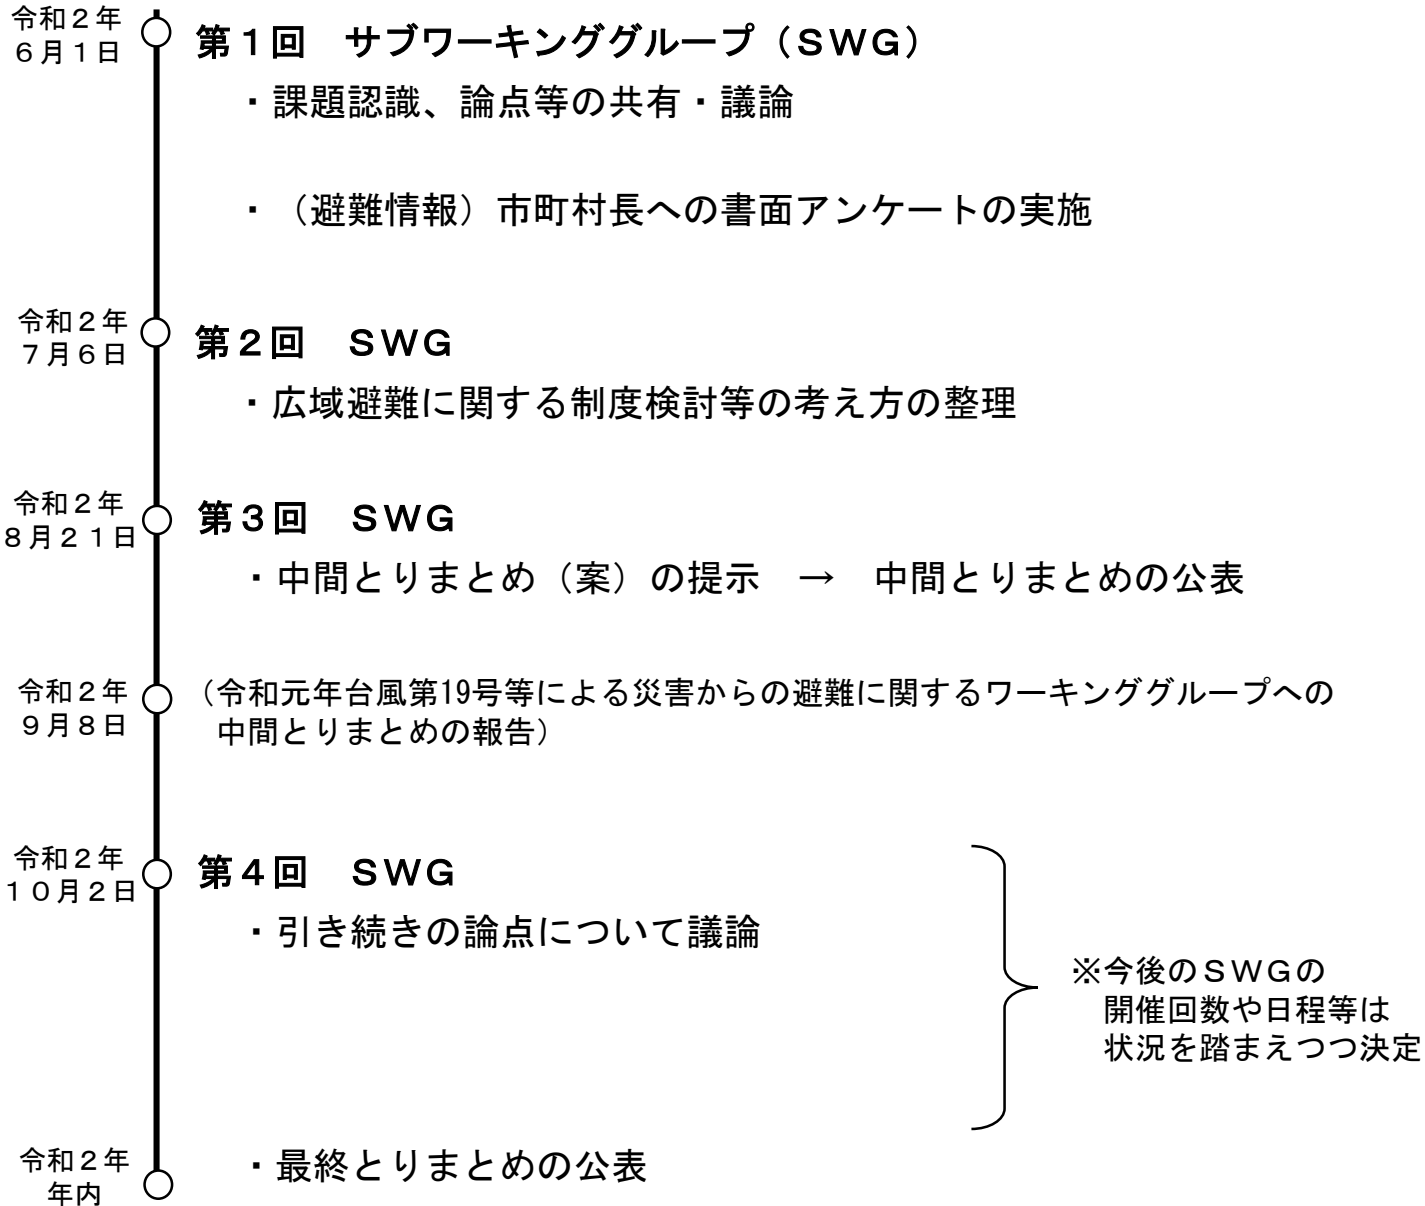 令和２年
６月１日
第１回　サブワーキンググループ（ＳＷＧ）
・課題認識、論点等の共有・議論
・（避難情報）市町村長への書面アンケートの実施
令和２年
７月６日
第２回　ＳＷＧ
・広域避難に関する制度検討等の考え方の整理
令和２年
８月２１日
第３回　ＳＷＧ
・中間とりまとめ（案）の提示　→　中間とりまとめの公表
令和２年
９月８日
（令和元年台風第19号等による災害からの避難に関するワーキンググループへの
中間とりまとめの報告）
令和２年
１０月２日
第４回　ＳＷＧ
・引き続きの論点について議論
※今後のＳＷＧの
開催回数や日程等は
状況を踏まえつつ決定
令和２年
年内
・最終とりまとめの公表